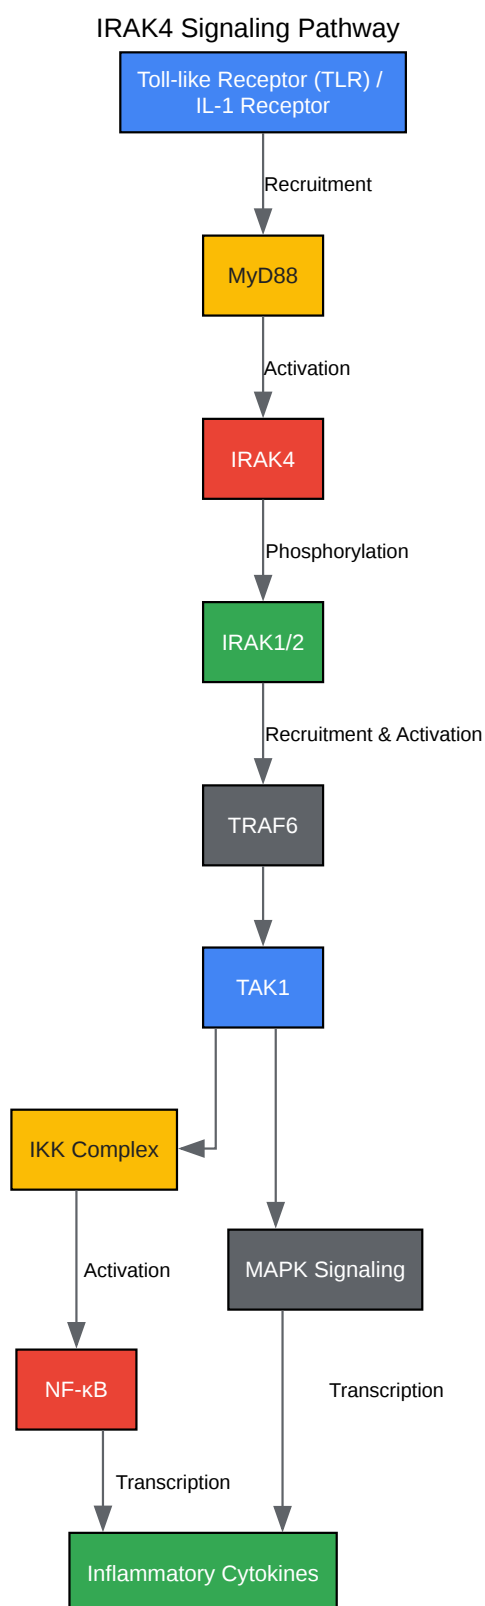 IRAK4 Signaling Pathway
Toll-like Receptor (TLR) /
IL-1 Receptor
Recruitment
MyD88
Activation
IRAK4
Phosphorylation
IRAK1/2
Recruitment & Activation
TRAF6
TAK1
IKK Complex
MAPK Signaling
Activation
NF-κB
Transcription
Transcription
Inflammatory Cytokines